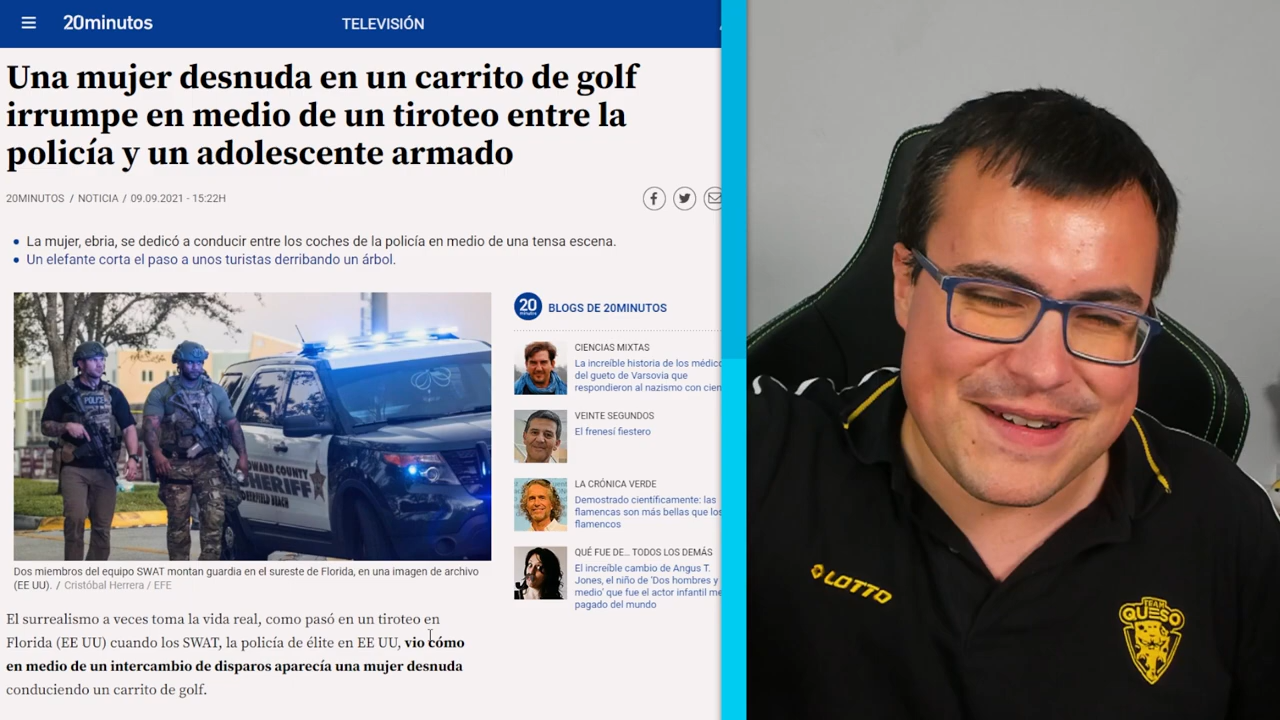 20minutos
TELEVISIÓN
Una mujer desnuda en un carrito de golf
irrumpe en medio de un tiroteo entre la
policía y un adolescente armado
20MINUTOS / NOTICIA / 09.09.2021 - 15:22H
La mujer, ebria, se dedicó a conducir entre los coches de la policía en medio de una tensa escena.
Un elefante corta el paso a unos turistas derribando un árbol.
POLICE
SHERIFF
Dos miembros del equipo SWAT montan guardia en el sureste de Florida, en una imagen de archivo
(EE UU). / Cristóbal Herrera / EFE
El surrealismo a veces toma la vida real, como pasó en un tiroteo en
Florida (EE UU) cuando los SWAT, la policía de élite en EE UU, vio cómo
en medio de un intercambio de disparos aparecía una mujer desnuda
conduciendo un carrito de golf.
20
BLOGS DE 20MINUTOS
CIENCIAS MIXTAS
La increíble historia de los médico
del gueto de Varsovia que
respondieron al nazismo con cien
VEINTE SEGUNDOS
El frenesí fiestero
LA CRÓNICA VERDE
Demostrado científicamente: las
flamencas son más bellas que los
flamencos
QUÉ FUE DE... TODOS LOS DEMÁS
El increíble cambio de Angus T.
Jones, el niño de 'Dos hombres y
medio' que fue el actor infantil me
pagado del mundo
LOTTO
TEAM
QUESO